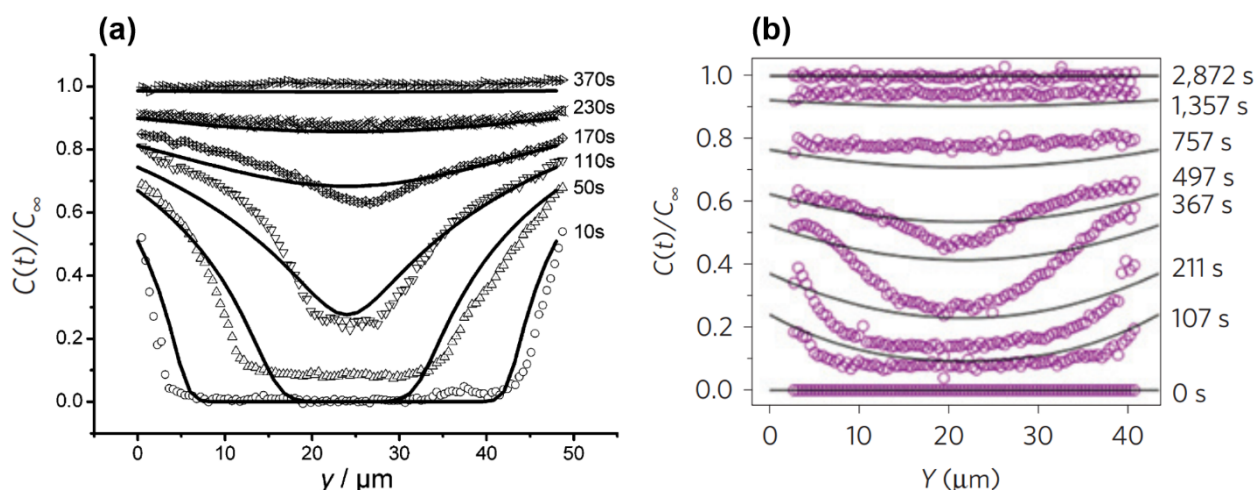 (a)
C(t)/C∞
1.0
0.8
0.6
0.4
0.2
0.0
370s
230s
170s
110s
50s
10s
0
10
20
30
40
50
y / μm
(b)
C(t)/C∞
1.0
0.8
0.6
0.4
0.2
0.0
2,872 s
1,357 s
757 s
497 s
367 s
211 s
107 s
0 s
0
10
20
30
40
Y (μm)